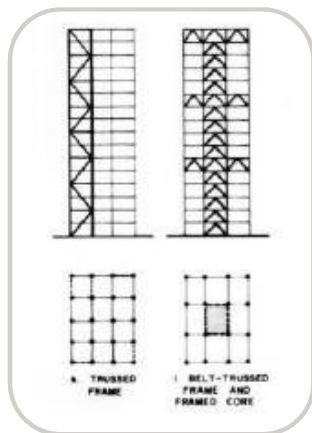 k. TRUSSED
FRAME
l. BELT-TRUSSED
FRAME AND
FRAMED CORE